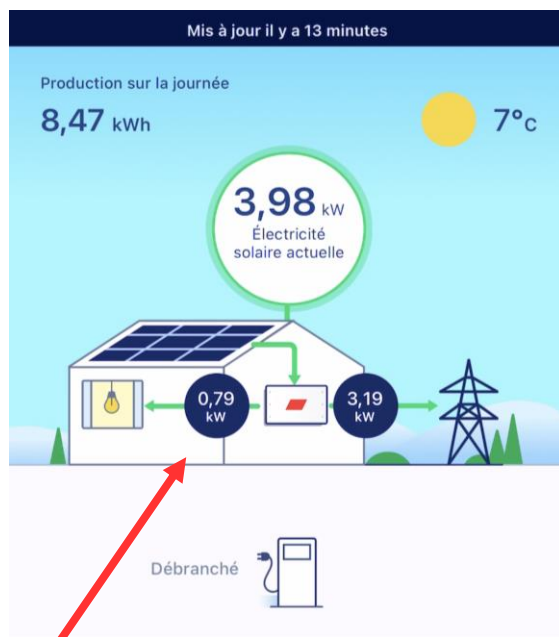 Mis à jour il y a 13 minutes
Production sur la journée
8,47 kWh
7°C
3,98 kW
Électricité
solaire actuelle
0,79
kW
3,19
kW
Débranché